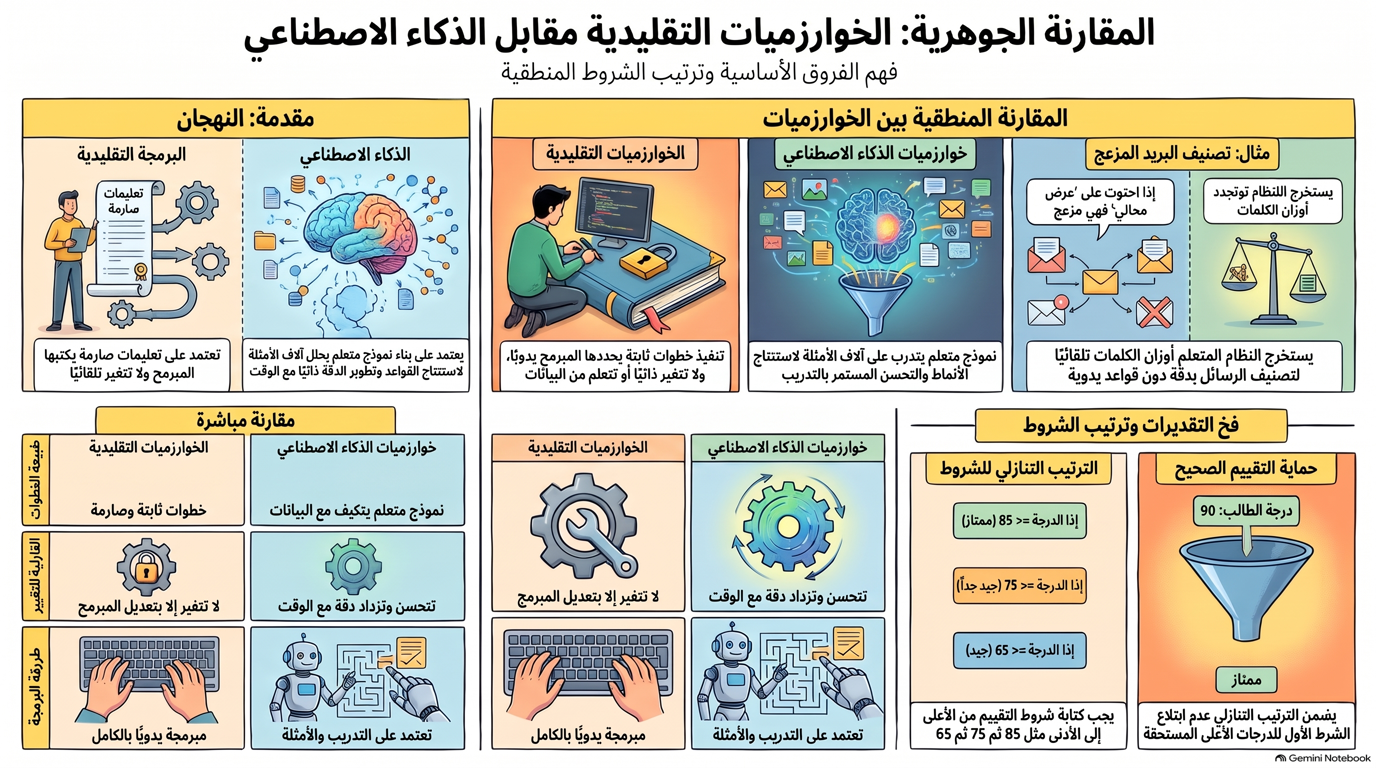 المقارنة الجوهرية: الخوارزميات التقليدية مقابل الذكاء الاصطناعي
فهم الفروق الأساسية وترتيب الشروط المنطقية
مقدمة: النهجان
البرمجة التقليدية
تعليمات
صارمة
تعتمد على تعليمات صارمة يكتبها
المبرمج ولا تتغير تلقائيًا
الذكاء الاصطناعي
يعتمد على بناء نموذج متعلم يحلل آلاف الأمثلة
لاستنتاج القواعد وتطوير الدقة ذاتيًا مع الوقت
المقارنة المنطقية بين الخوارزميات
الخوارزميات التقليدية
تنفيذ خطوات ثابتة يحددها المبرمج يدويًا،
ولا تتغير ذاتيًا أو تتعلم من البيانات
خوارزميات الذكاء الاصطناعي
نموذج متعلم يتدرب على آلاف الأمثلة لاستنتاج
الأنماط والتحسن المستمر بالتدريب
مثال: تصنيف البريد المزعج
إذا احتوت على ‘عرض
محالي‘ فهي مزعج
يستخرج اللنظام توتجدد
أوزان الكلمات
يستخرج النظام المتعلم أوزان الكلمات تلقائيًا
لتصنيف الرسائل بدقة دون قواعد يدوية
مقارنة مباشرة
الخوارزميات التقليدية
خوارزميات الذكاء الاصطناعي
طبيعة الخطوات
خطوات ثابتة وصارمة
نموذج متعلم يتكيف مع البيانات
لا تتغير إلا بتعديل المبرمج
تتحسن وتزداد دقة مع الوقت
طريقة البرمجة
مبرمجة يدويًا بالكامل
تعتمد على التدريب والأمثلة
الخوارزميات التقليدية
خوارزميات الذكاء الاصطناعي
لا تتغير إلا بتعديل المبرمج
تتحسن وتزداد دقة مع الوقت
مبرمجة يدويًا بالكامل
تعتمد على التدريب والأمثلة
فخ التقديرات وترتيب الشروط
الترتيب التنازلي للشروط
إذا الدرجة >= 85 (ممتاز)
إذا الدرجة >= 75 (جيد جداً)
إذا الدرجة >= 65 (جيد)
يجب كتابة شروط التقييم من الأعلى
إلى الأدنى مثل 85 ثم 75 ثم 65
حماية التقييم الصحيح
درجة الطالب: 90
ممتاز
يضمن الترتيب التنازلي عدم ابتلاع
الشرط الأول للدرجات الأعلى المستحقة
Gemini Notebook